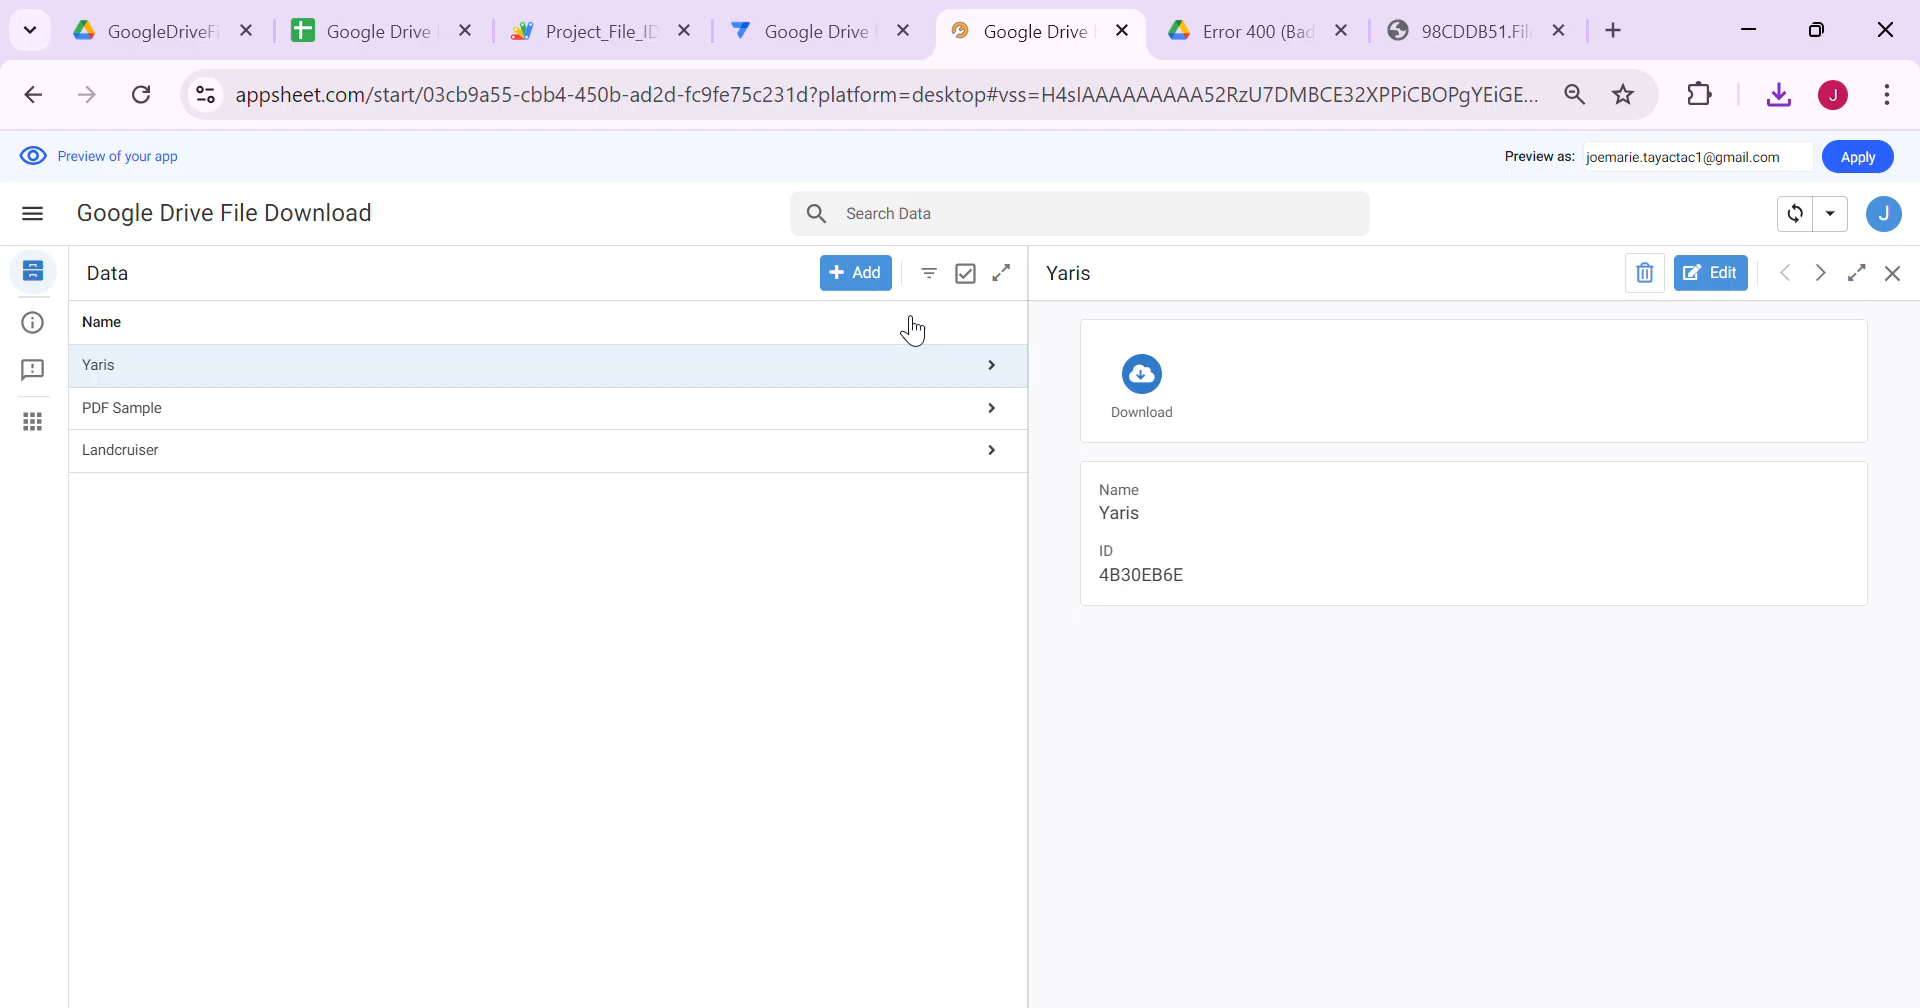 GoogleDriveFi
Google Drive
Project_File_ID
Google Drive
Google Drive
Error 400 (Bad
98CDDB51.Fil
appsheet.com/start/03cb9a55-cbb4-450b-ad2d-fc9fe75c231d?platform=desktop#vss=H4sIAAAAAAAAA52RzU7DMBCE32XPPiCBOPgYEiGE...
J
Preview of your app
Preview as: joemarie.tayactac1@gmail.com
Apply
Google Drive File Download
Search Data
J
Data
Add
Yaris
Edit
Name
Yaris
PDF Sample
Landcruiser
Download
Name
Yaris
ID
4B30EB6E